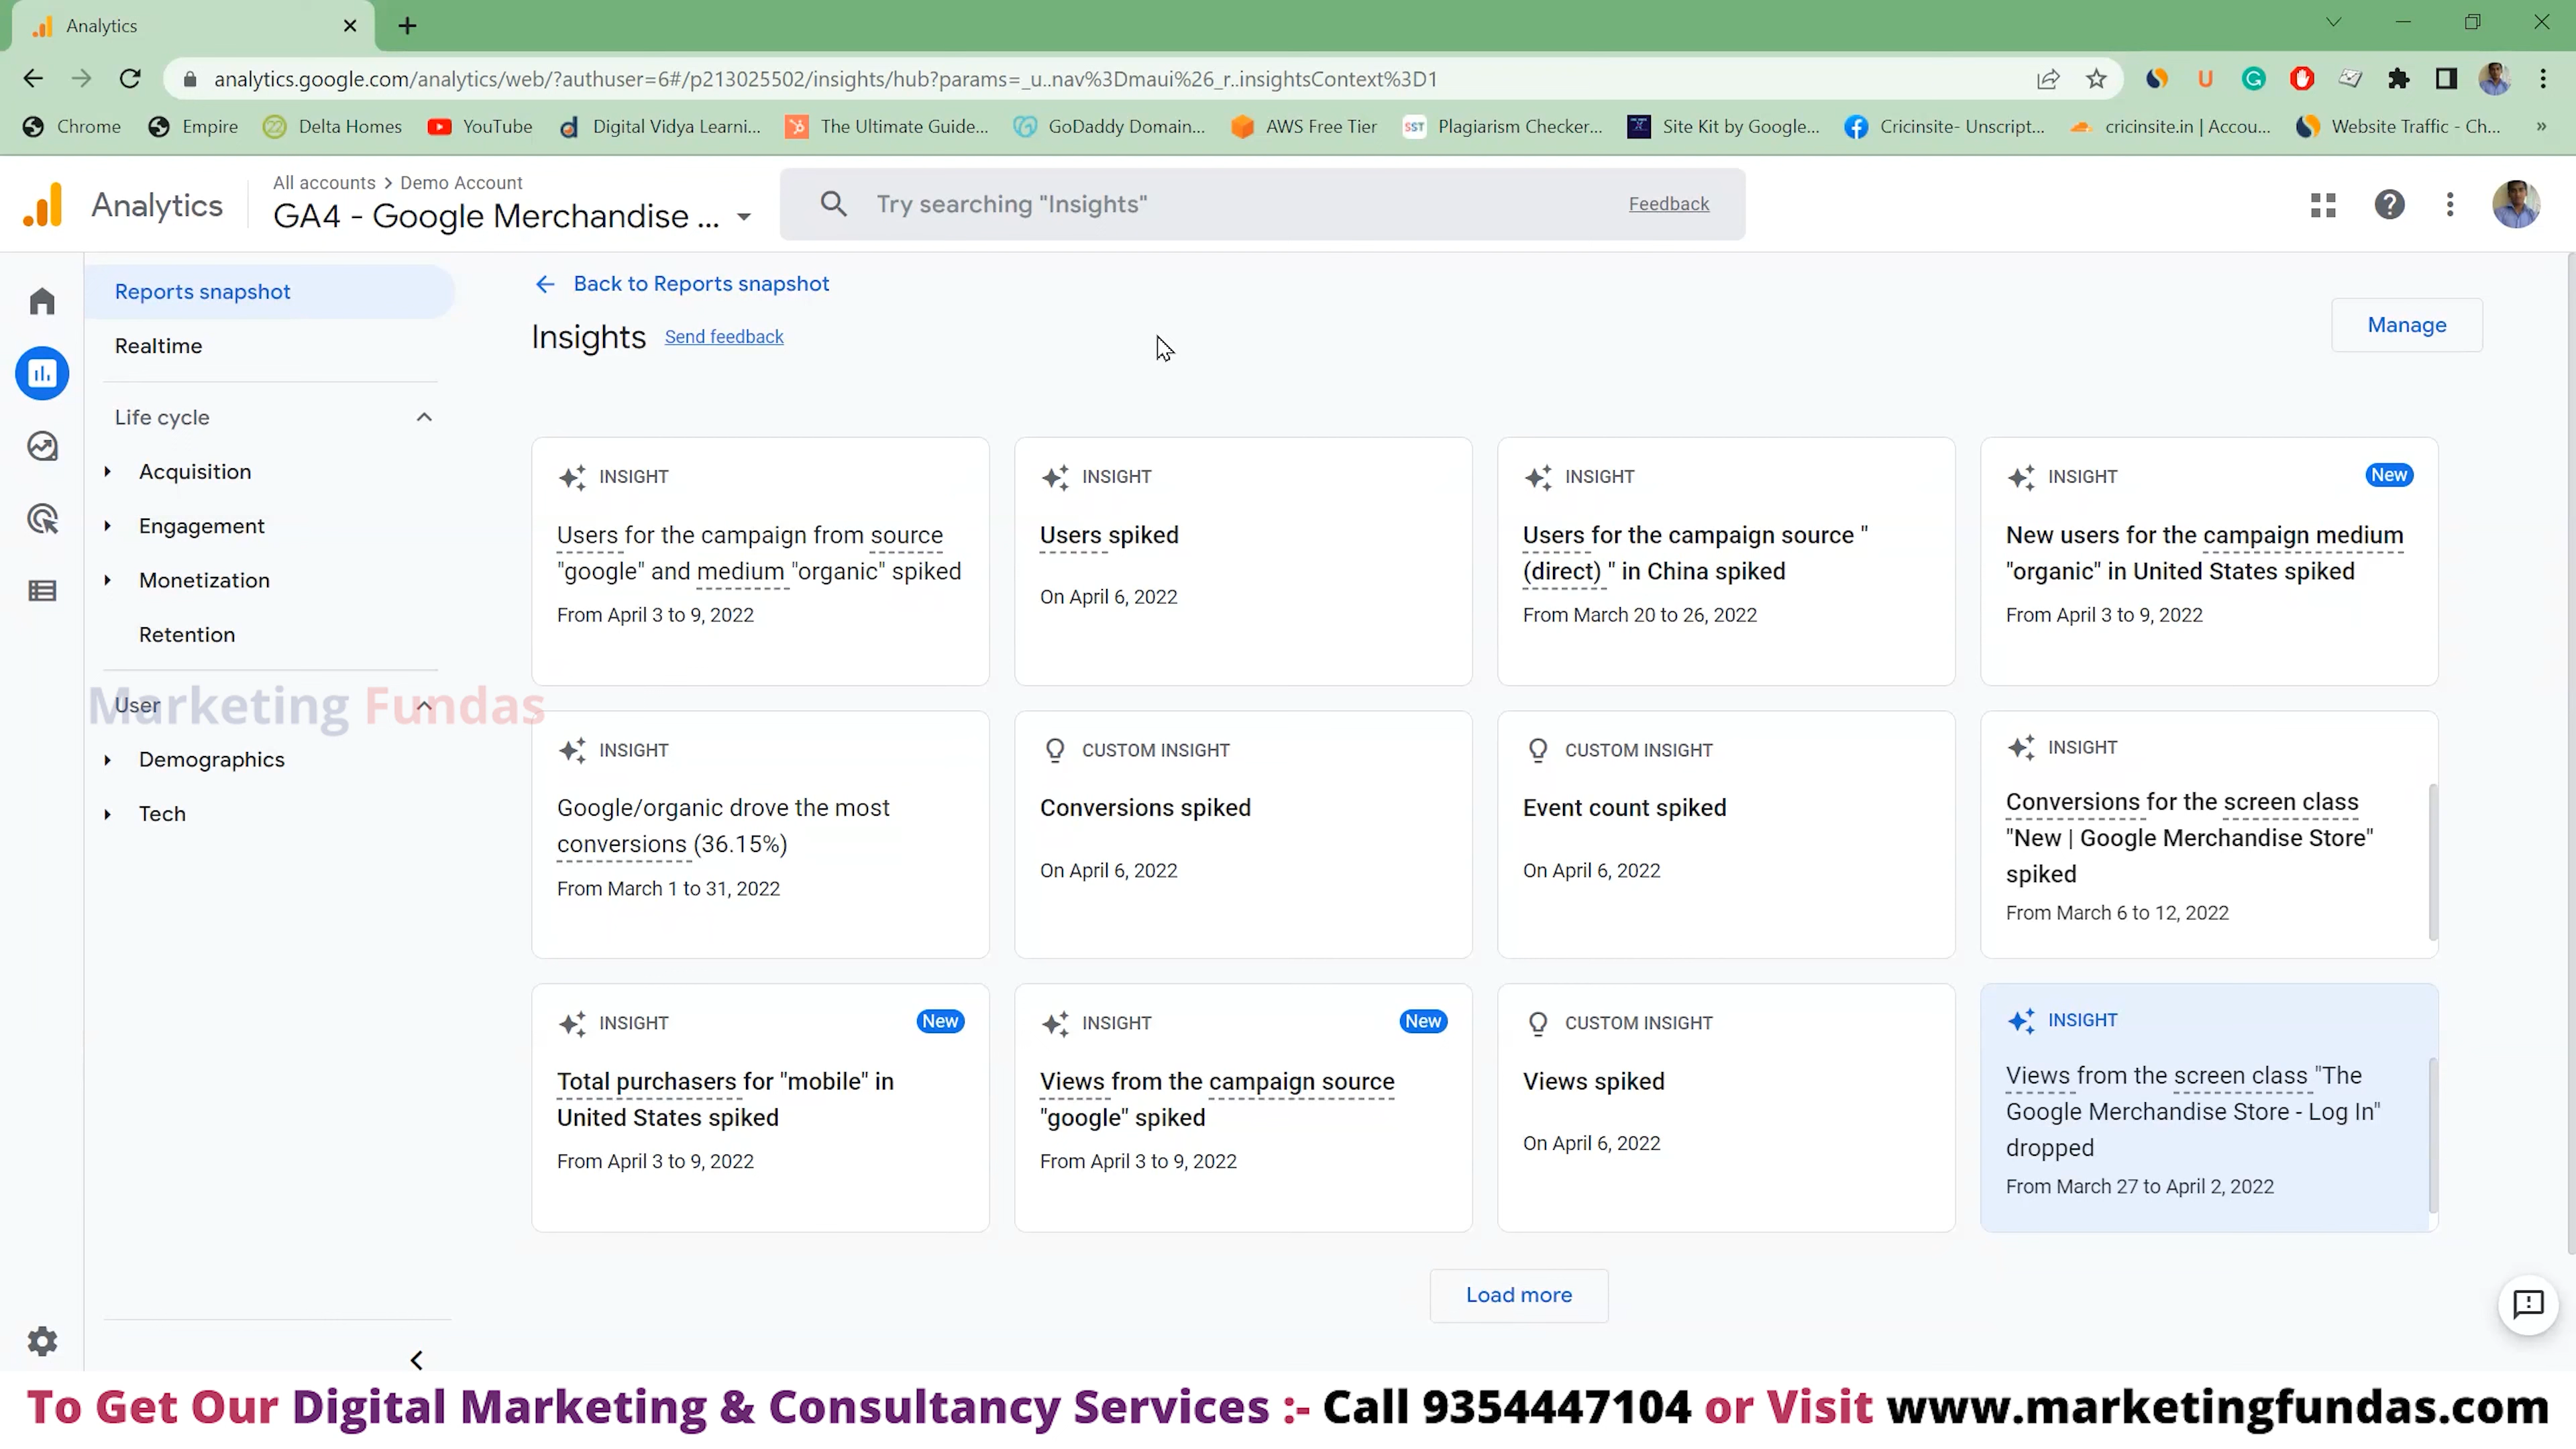 Analytics
analytics.google.com/analytics/web/?authuser=6#/p213025502/insights/hub?params=_u..nav%3Dmaui%26_r..insightsContext%3D1
Chrome Empire Delta Homes YouTube Digital Vidya Learni... The Ultimate Guide... GoDaddy Domain... AWS Free Tier SST Plagiarism Checker... Site Kit by Google... Cricinsite- Unscript... cricinsite.in | Accou... Website Traffic - Ch... »
Analytics
All accounts > Demo Account
GA4 - Google Merchandise ...
Try searching "Insights"
Feedback
Reports snapshot
Realtime
Life cycle
Acquisition
Engagement
Monetization
Retention
User
Marketing Fundas
Demographics
Tech
Back to Reports snapshot
Insights Send feedback
Manage
INSIGHT
Users for the campaign from source
"google" and medium "organic" spiked
From April 3 to 9, 2022
INSIGHT
Users spiked
On April 6, 2022
INSIGHT
Users for the campaign source "
(direct) " in China spiked
From March 20 to 26, 2022
INSIGHT New
New users for the campaign medium
"organic" in United States spiked
From April 3 to 9, 2022
INSIGHT
Google/organic drove the most
conversions (36.15%)
From March 1 to 31, 2022
CUSTOM INSIGHT
Conversions spiked
On April 6, 2022
CUSTOM INSIGHT
Event count spiked
On April 6, 2022
INSIGHT
Conversions for the screen class
"New | Google Merchandise Store"
spiked
From March 6 to 12, 2022
INSIGHT New
Total purchasers for "mobile" in
United States spiked
From April 3 to 9, 2022
INSIGHT New
Views from the campaign source
"google" spiked
From April 3 to 9, 2022
CUSTOM INSIGHT
Views spiked
On April 6, 2022
INSIGHT
Views from the screen class "The
Google Merchandise Store - Log In"
dropped
From March 27 to April 2, 2022
Load more
To Get Our Digital Marketing & Consultancy Services :- Call 9354447104 or Visit www.marketingfundas.com